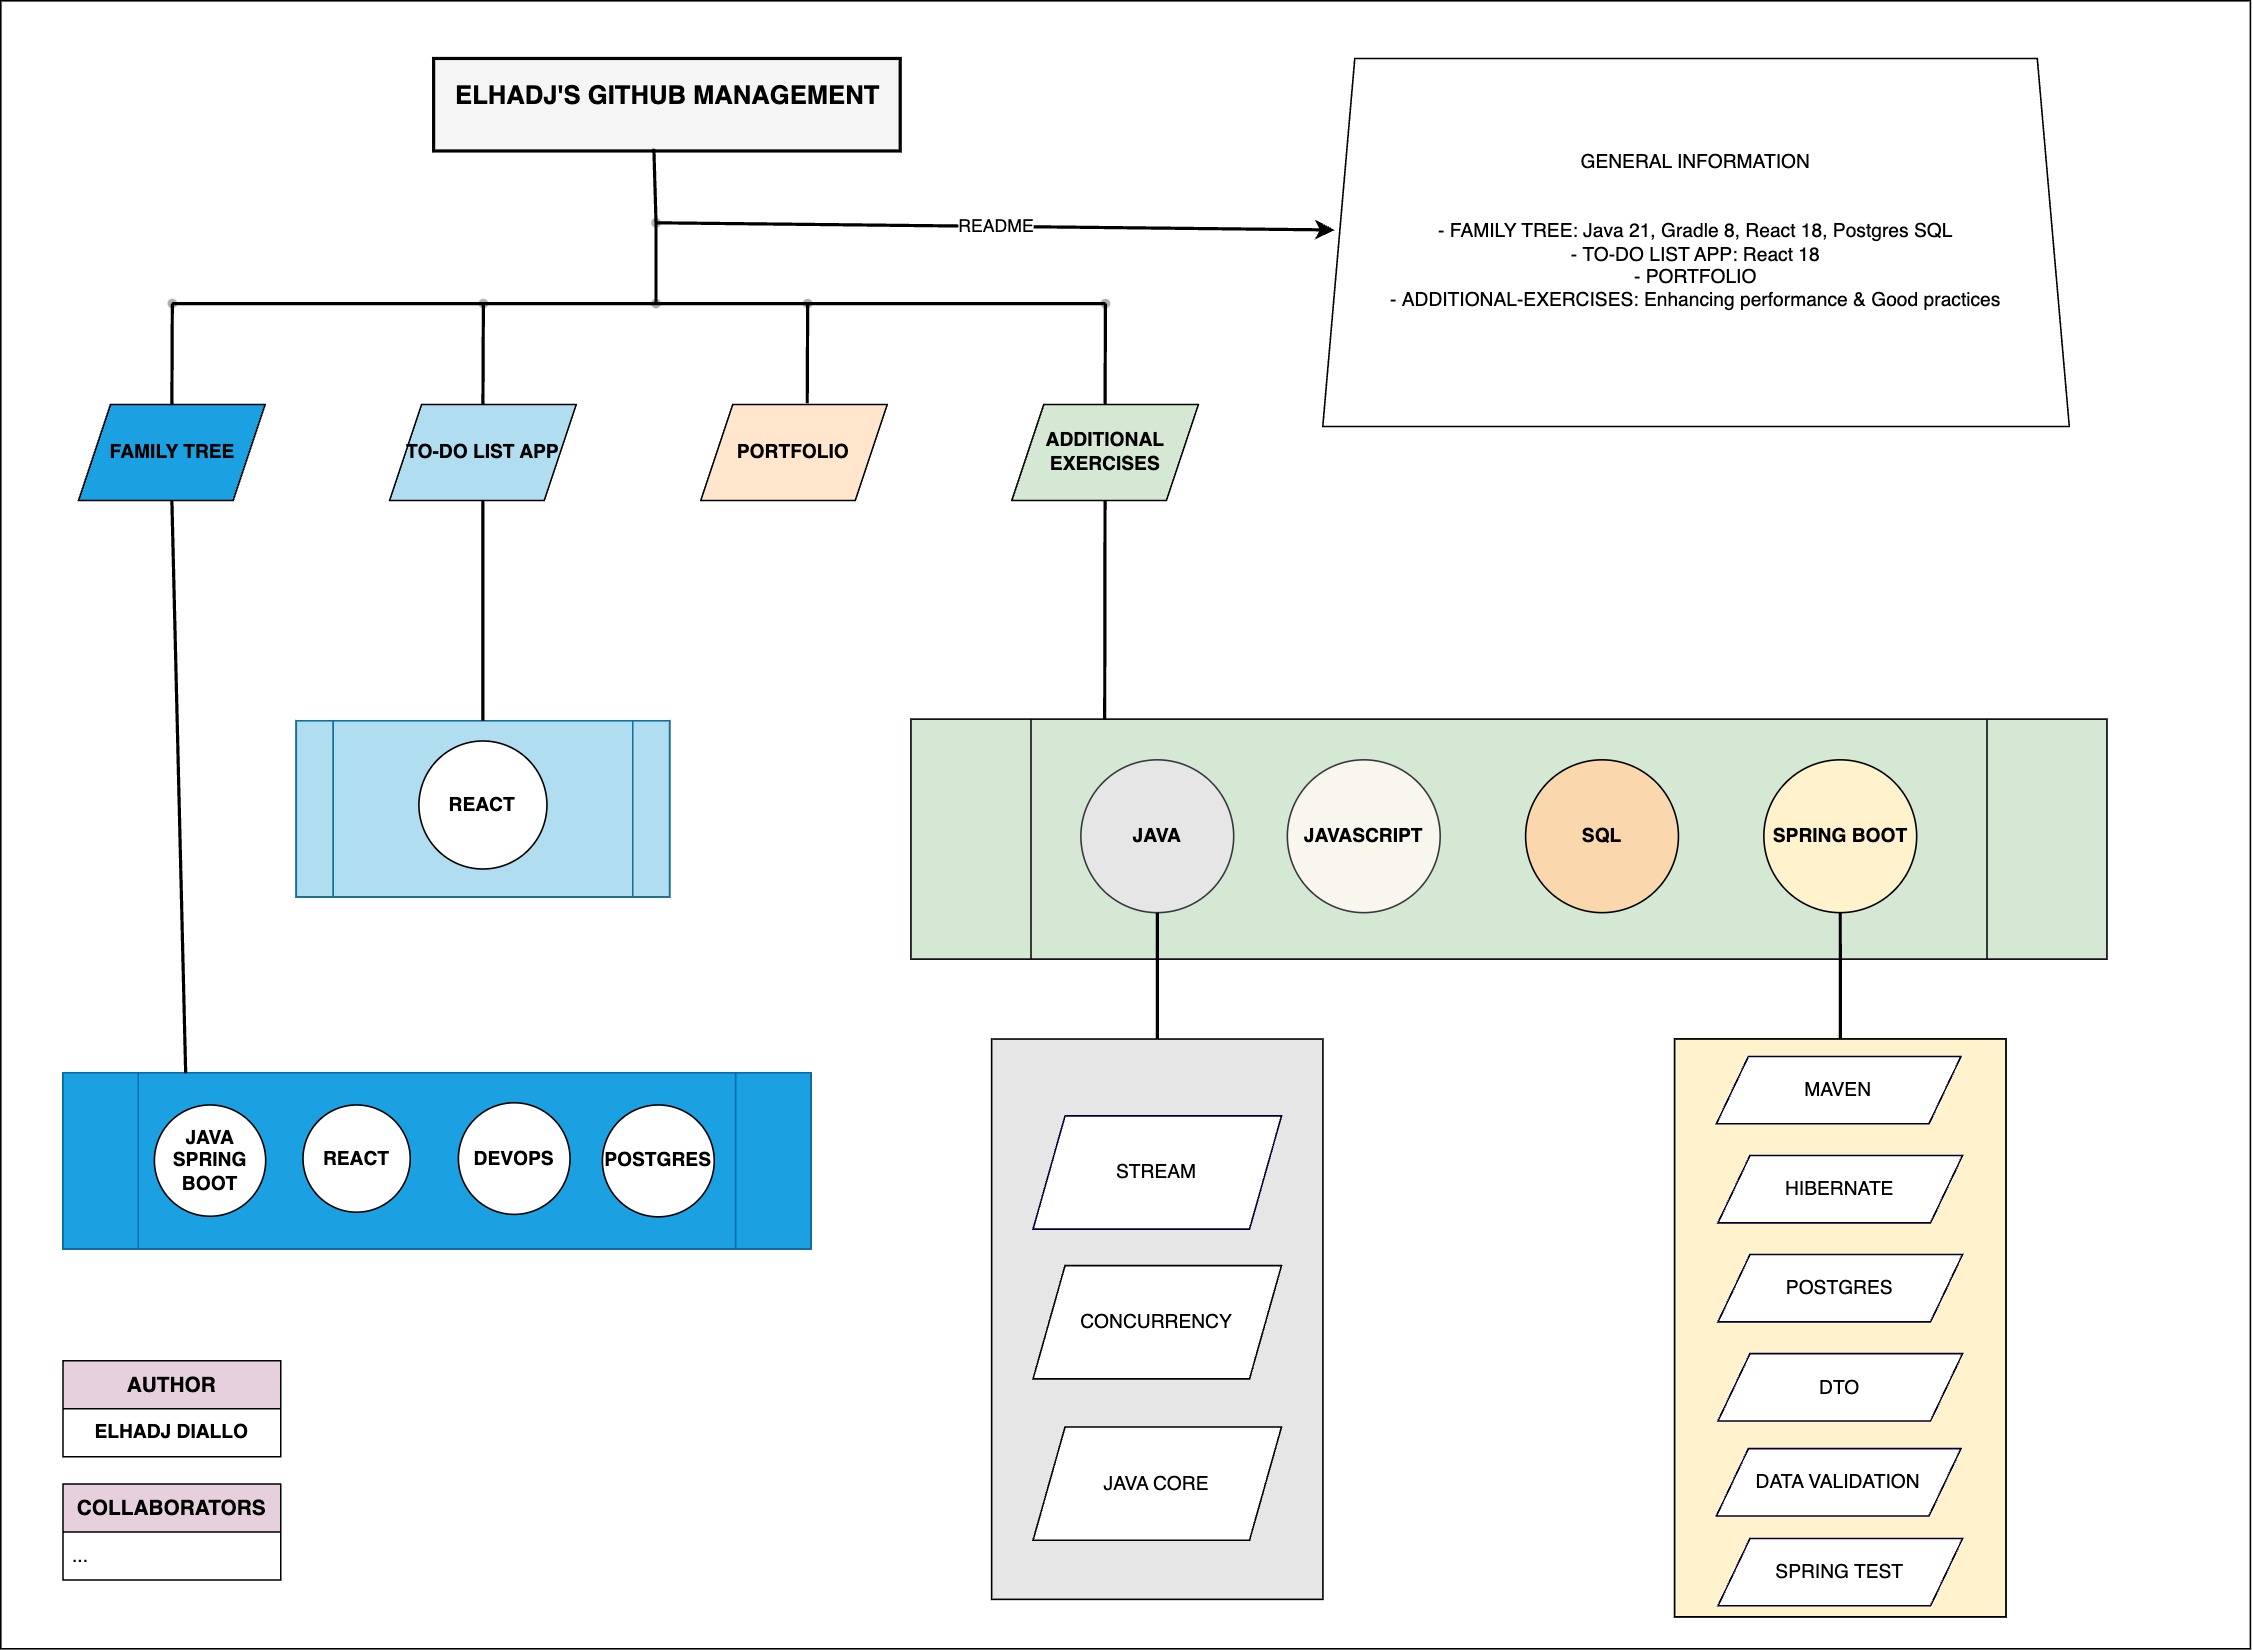 ELHADJ'S GITHUB MANAGEMENT
README
GENERAL INFORMATION
- FAMILY TREE: Java 21, Gradle 8, React 18, Postgres SQL
- TO-DO LIST APP: React 18
- PORTFOLIO
- ADDITIONAL-EXERCISES: Enhancing performance & Good practices
FAMILY TREE
TO-DO LIST APP
PORTFOLIO
ADDITIONAL
EXERCISES
REACT
JAVA
JAVASCRIPT
SQL
SPRING BOOT
JAVA
SPRING
BOOT
REACT
DEVOPS
POSTGRES
STREAM
CONCURRENCY
JAVA CORE
MAVEN
HIBERNATE
POSTGRES
DTO
DATA VALIDATION
SPRING TEST
AUTHOR
ELHADJ DIALLO
COLLABORATORS
...